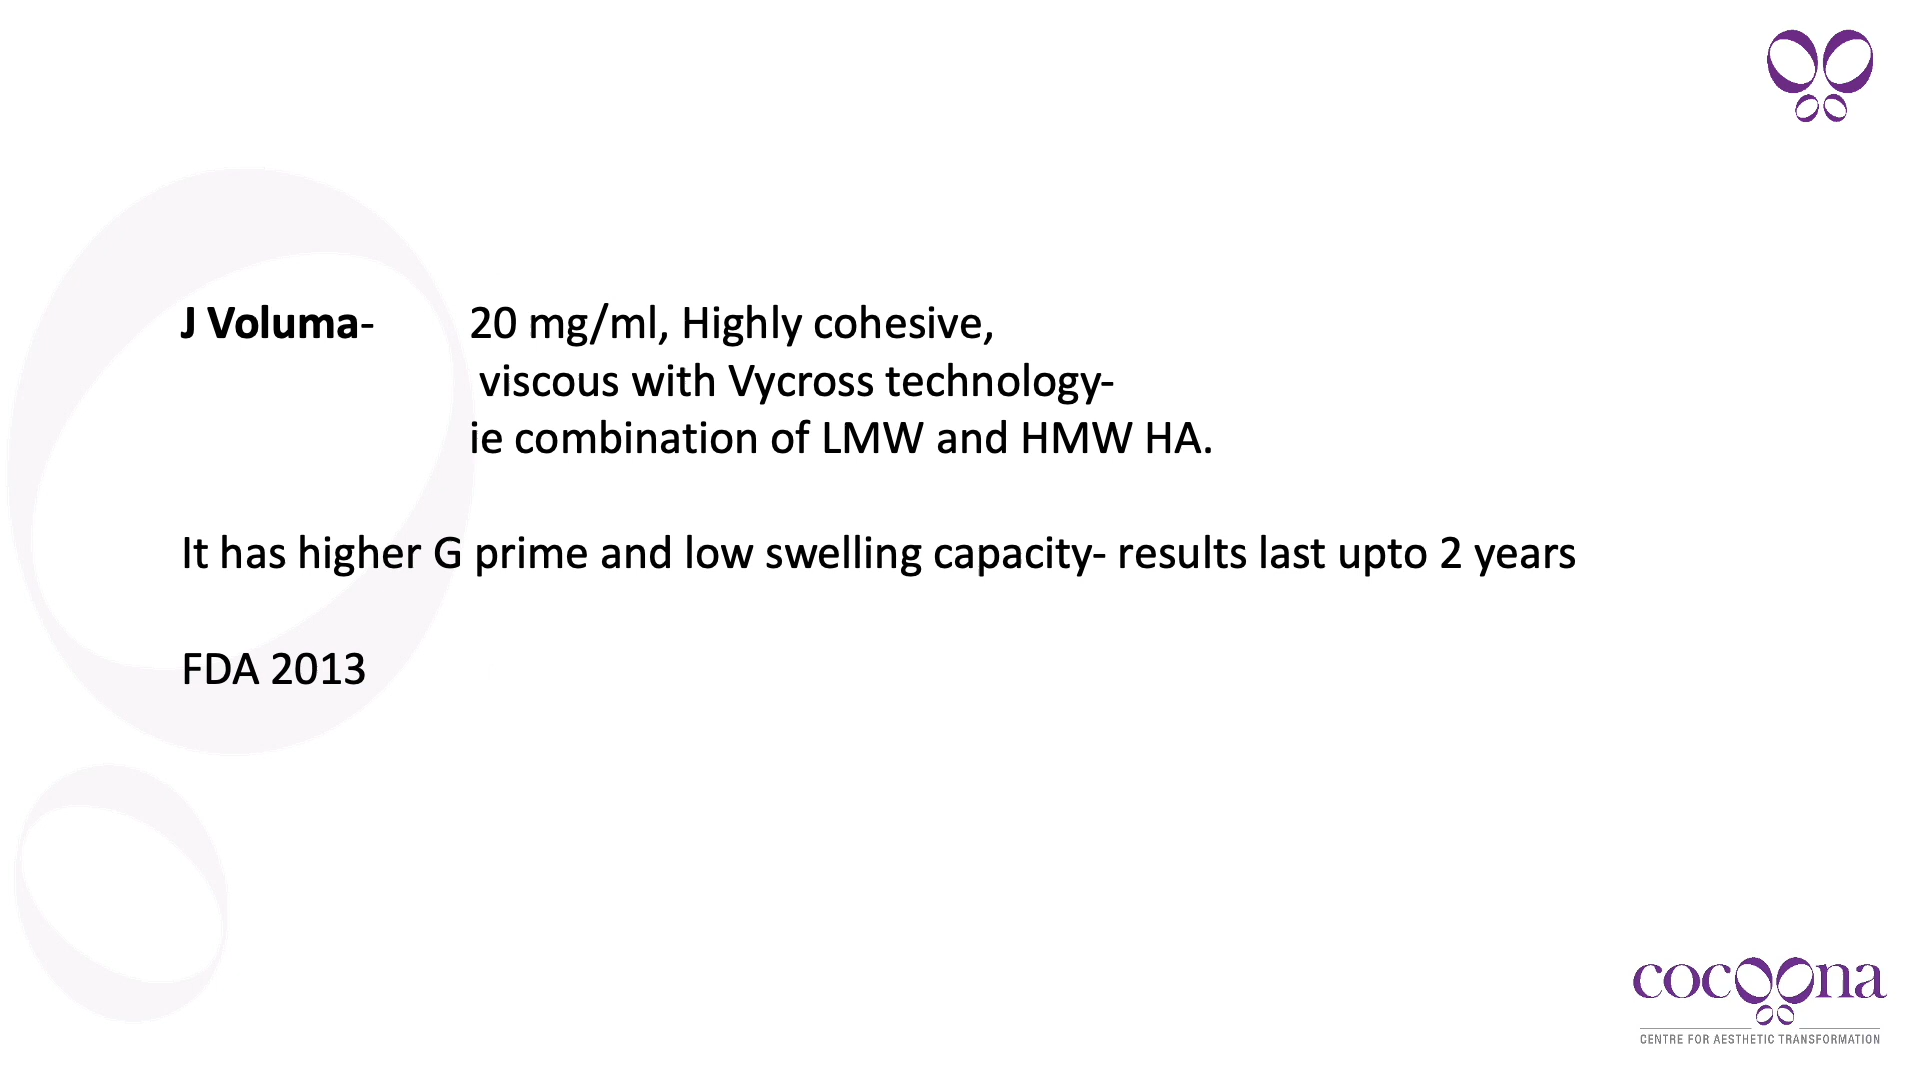 J Voluma- 20 mg/ml, Highly cohesive,
viscous with Vycross technology-
ie combination of LMW and HMW HA.
It has higher G prime and low swelling capacity- results last upto 2 years
FDA 2013
cocoona
CENTRE FOR AESTHETIC TRANSFORMATION